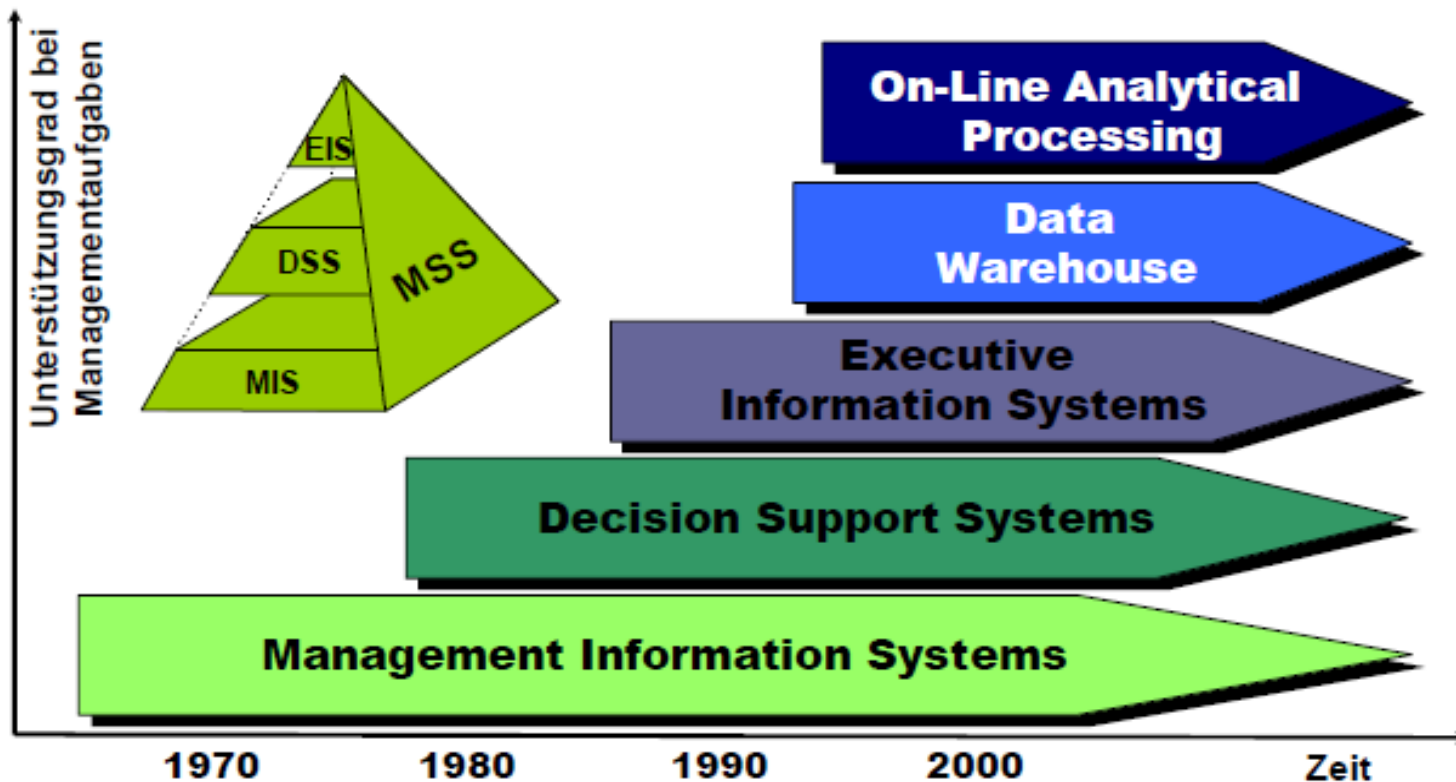 Unterstützungsgrad bei
Managementaufgaben
EIS
DSS
MIS
MSS
On-Line Analytical
Processing
Data
Warehouse
Executive
Information Systems
Decision Support Systems
Management Information Systems
1970
1980
1990
2000
Zeit